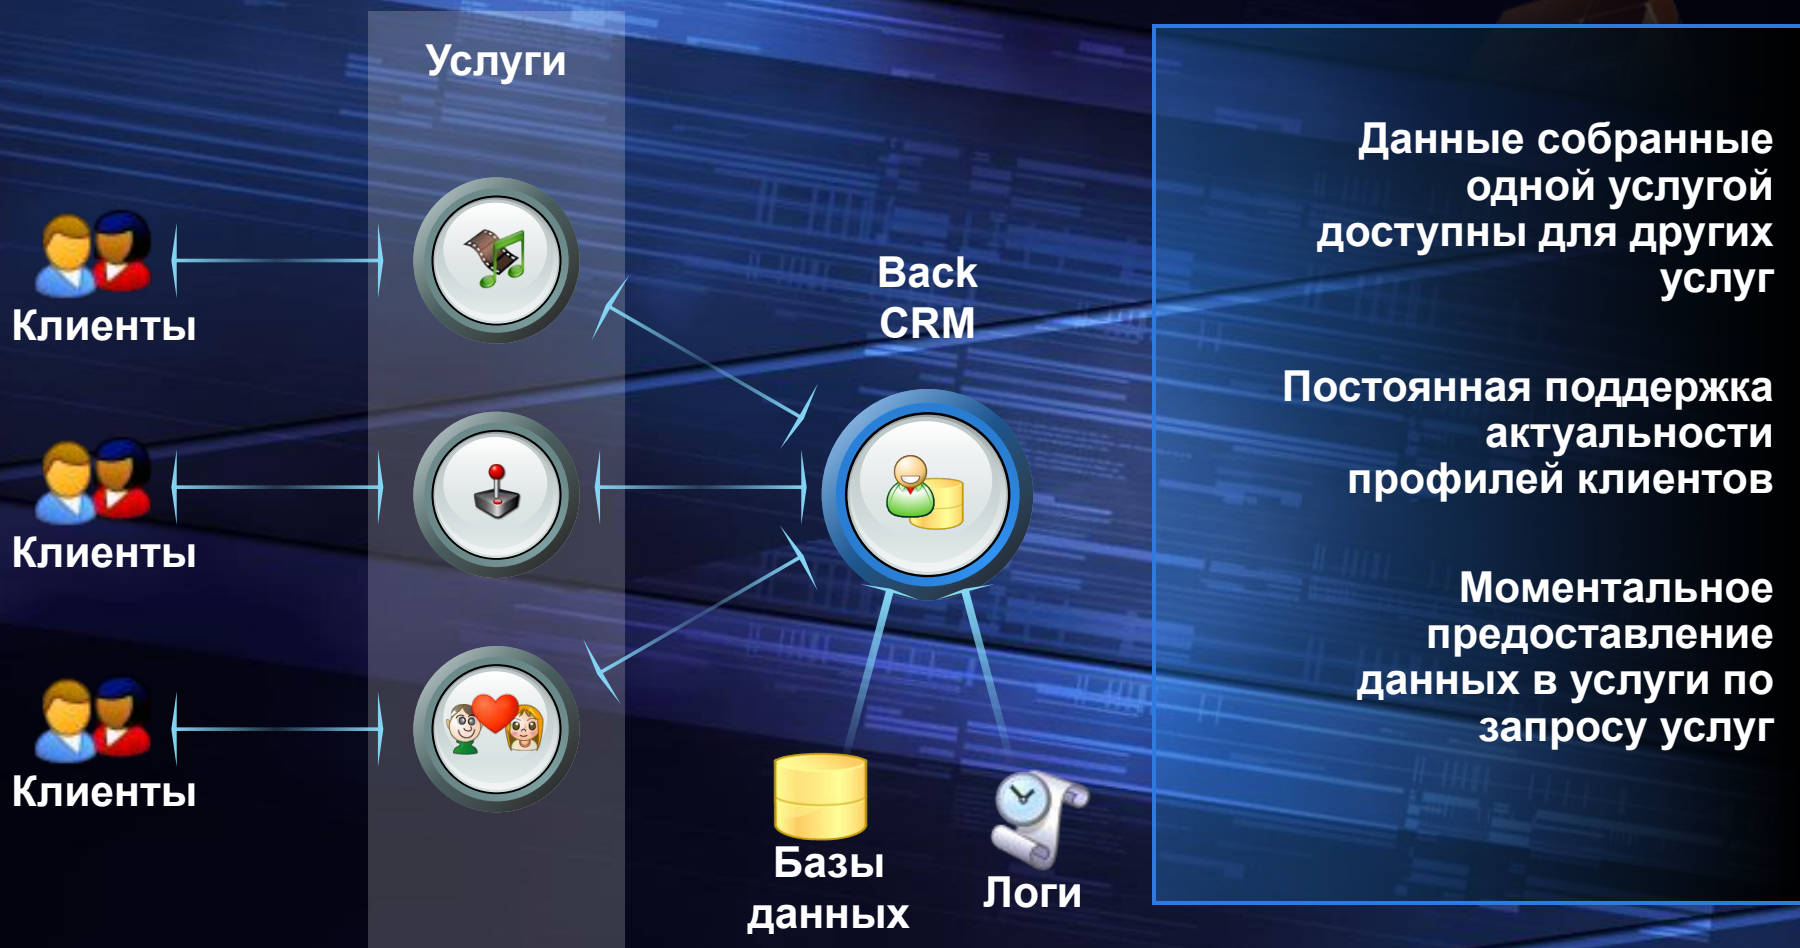 Услуги
Клиенты
Клиенты
Клиенты
Back
CRM
Базы
данных
Логи
Данные собранные
одной услугой
доступны для других
услуг
Постоянная поддержка
актуальности
профилей клиентов
Моментальное
предоставление
данных в услуги по
запросу услуг